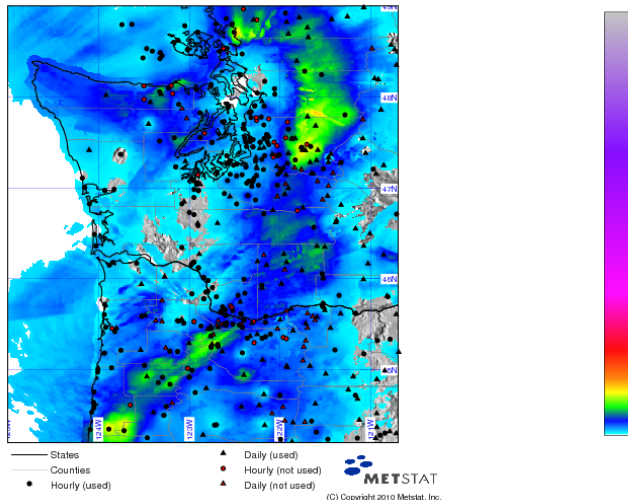 48N
47N
46N
124W
123W
122W
121W
States
Counties
Hourly (used)
Daily (used)
Hourly (not used)
Daily (not used)
METSTAT
(C) Copyright 2010 Metstat, Inc.